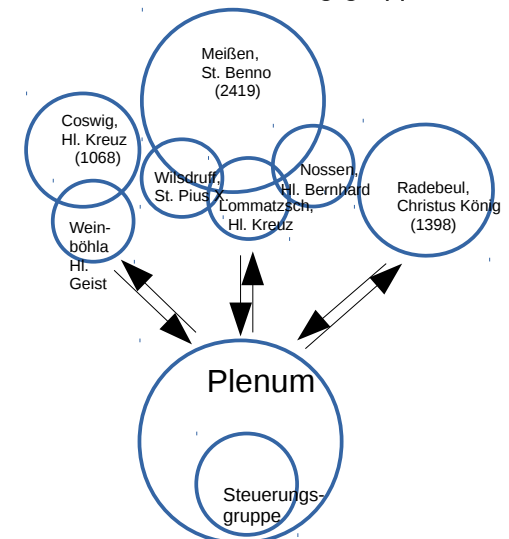 Meißen,
St. Benno
(2419)
Coswig,
Hl. Kreuz
(1068)
Wilsdruff,
St. Pius X.
Lommatzsch,
Hl. Kreuz
Nossen,
Hl. Bernhard
Radebeul,
Christus König
(1398)
Wein-
böhla
Hl.
Geist
Plenum
Steuerungs-
gruppe